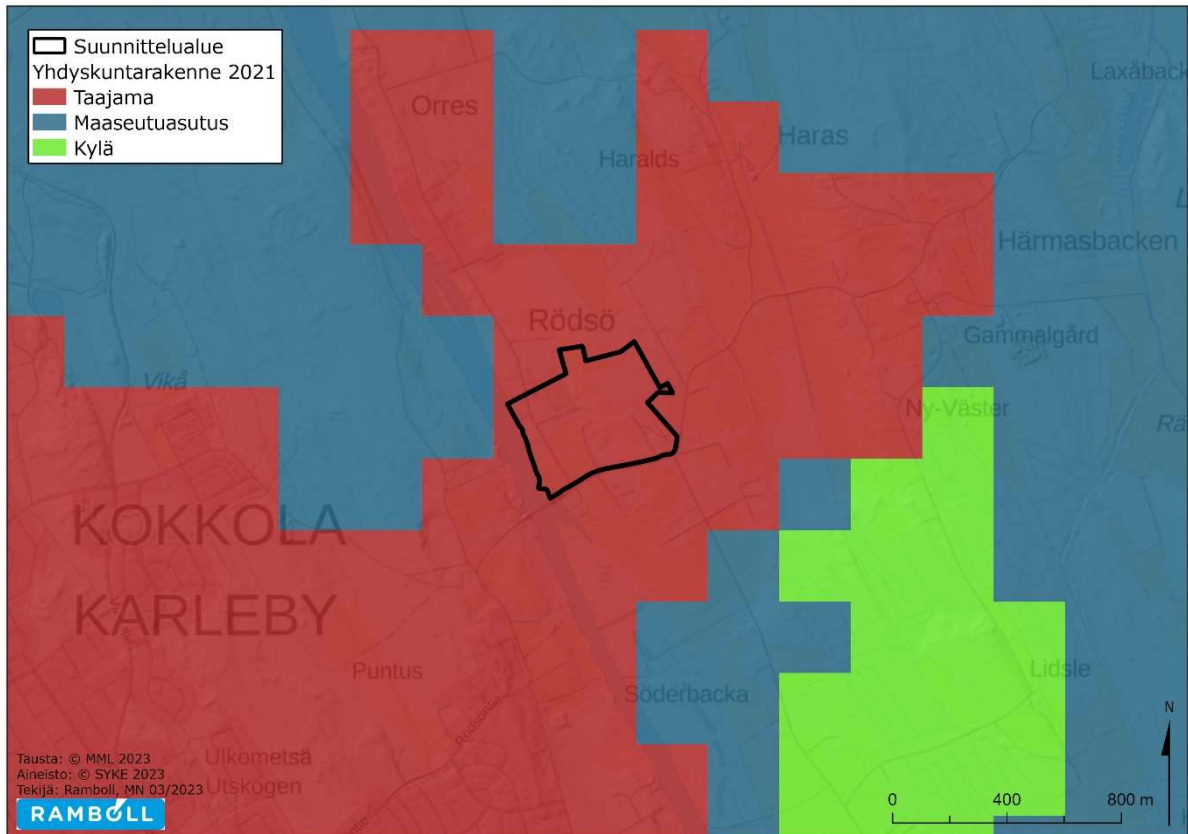 Suunnittelualue
Yhdyskuntarakenne 2021
Taajama
Maaseutuasutus
Kylä
Laxåback
Orres
Haras
Haralds
Härmasbacken
Rödsö
Gammalgård
Vikå
Ny-Väster
KOKKOLA
KARLEBY
Puntus
Söderbacka
Lidsle
Ulkometsä
Utskogen
N
Tausta: © MML 2023
Aineisto: © SYKE 2023
Tekijä: Ramboll, MN 03/2023
RAMBOLL
0 400 800 m